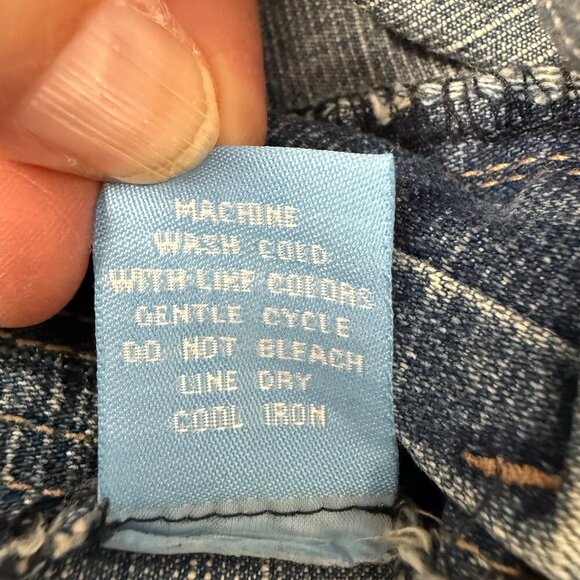 MACHINE
WASH COLD
WITH LIKE COLORS
GENTLE CYCLE
DO NOT BLEACH
LINE DRY
COOL IRON